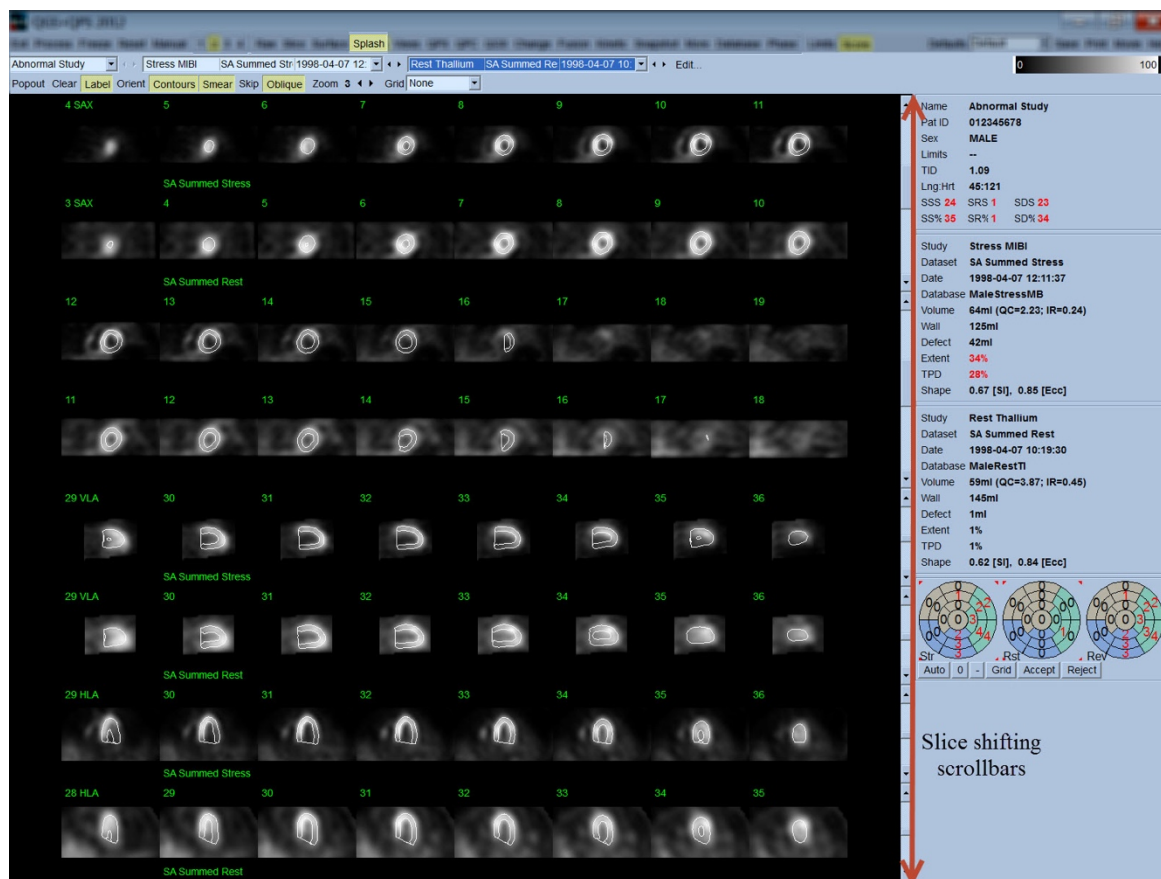 QGS+QPS 2012
Splash
Abnormal Study Stress MIBI SA Summed Str 1998-04-07 12: Rest Thallium SA Summed Re 1998-04-07 10: Edit...
0 100
Popout Clear Label Orient Contours Smear Skip Oblique Zoom 3 Grid None
4 SAX 5 6 7 8 9 10 11
SA Summed Stress
3 SAX 4 5 6 7 8 9 10
SA Summed Rest
12 13 14 15 16 17 18 19
11 12 13 14 15 16 17 18
29 VLA 30 31 32 33 34 35 36
SA Summed Stress
29 VLA 30 31 32 33 34 35 36
SA Summed Rest
29 HLA 30 31 32 33 34 35 36
SA Summed Stress
28 HLA 29 30 31 32 33 34 35
SA Summed Rest
Name Abnormal Study
Pat ID 012345678
Sex MALE
Limits --
TID 1.09
Lng:Hrt 45:121
SSS 24 SRS 1 SDS 23
SS% 35 SR% 1 SD% 34
Study Stress MIBI
Dataset SA Summed Stress
Date 1998-04-07 12:11:37
Database MaleStressMB
Volume 64ml (QC=2.23; IR=0.24)
Wall 125ml
Defect 42ml
Extent 34%
TPD 28%
Shape 0.67 [SI], 0.85 [Ecc]
Study Rest Thallium
Dataset SA Summed Rest
Date 1998-04-07 10:19:30
Database MaleRestTl
Volume 59ml (QC=3.87; IR=0.45)
Wall 145ml
Defect 1ml
Extent 1%
TPD 1%
Shape 0.62 [SI], 0.84 [Ecc]
Str Rst Rev
Auto 0 - Grid Accept Reject
Slice shifting
scrollbars